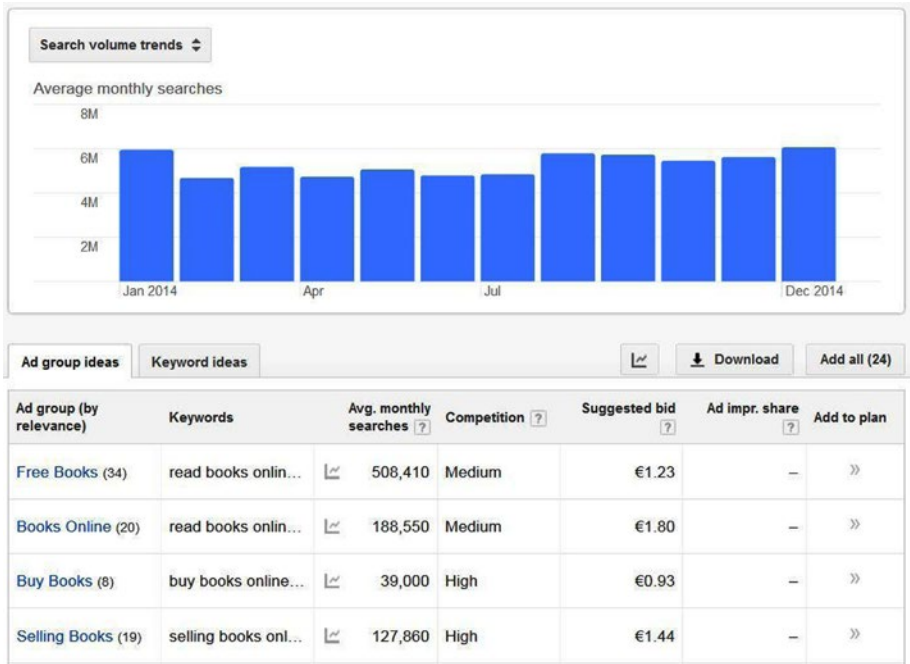 Search volume trends
Average monthly searches
8M
6M
4M
2M
Jan 2014 Apr Jul Dec 2014
Ad group ideas Keyword ideas Download Add all (24)
Ad group (by relevance) Keywords Avg. monthly searches ? Competition ? Suggested bid ? Ad impr. share ? Add to plan
Free Books (34) read books onlin... 508,410 Medium €1.23 – »
Books Online (20) read books onlin... 188,550 Medium €1.80 – »
Buy Books (8) buy books online... 39,000 High €0.93 – »
Selling Books (19) selling books onl... 127,860 High €1.44 – »